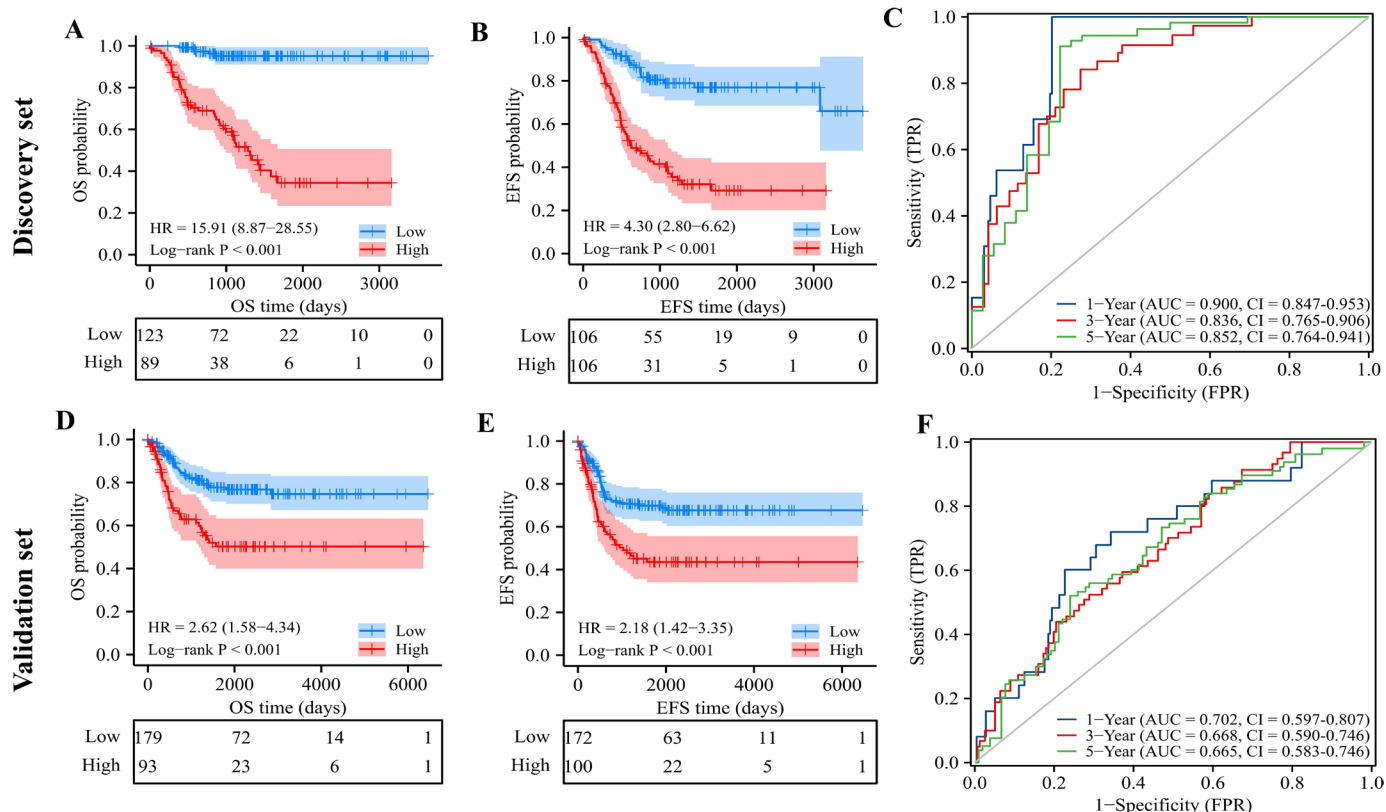 Discovery set
A
OS probability
1.0
0.8
0.6
0.4
0.2
0.0
HR = 15.91 (8.87−28.55)
Log−rank P < 0.001
Low
High
0 1000 2000 3000
OS time (days)
Low 123 72 22 10 0
High 89 38 6 1 0
B
EFS probability
1.0
0.8
0.6
0.4
0.2
0.0
HR = 4.30 (2.80−6.62)
Log−rank P < 0.001
Low
High
0 1000 2000 3000
EFS time (days)
Low 106 55 19 9 0
High 106 31 5 1 0
C
Sensitivity (TPR)
1.0
0.8
0.6
0.4
0.2
0.0
1−Year (AUC = 0.900, CI = 0.847-0.953)
3−Year (AUC = 0.836, CI = 0.765-0.906)
5−Year (AUC = 0.852, CI = 0.764-0.941)
0.0 0.2 0.4 0.6 0.8 1.0
1−Specificity (FPR)
Validation set
D
OS probability
1.0
0.8
0.6
0.4
0.2
0.0
HR = 2.62 (1.58−4.34)
Log−rank P < 0.001
Low
High
0 2000 4000 6000
OS time (days)
Low 179 72 14 1
High 93 23 6 1
E
EFS probability
1.0
0.8
0.6
0.4
0.2
0.0
HR = 2.18 (1.42−3.35)
Log−rank P < 0.001
Low
High
0 2000 4000 6000
EFS time (days)
Low 172 63 11 1
High 100 22 5 1
F
Sensitivity (TPR)
1.0
0.8
0.6
0.4
0.2
0.0
1−Year (AUC = 0.702, CI = 0.597-0.807)
3−Year (AUC = 0.668, CI = 0.590-0.746)
5−Year (AUC = 0.665, CI = 0.583-0.746)
0.0 0.2 0.4 0.6 0.8 1.0
1−Specificity (FPR)